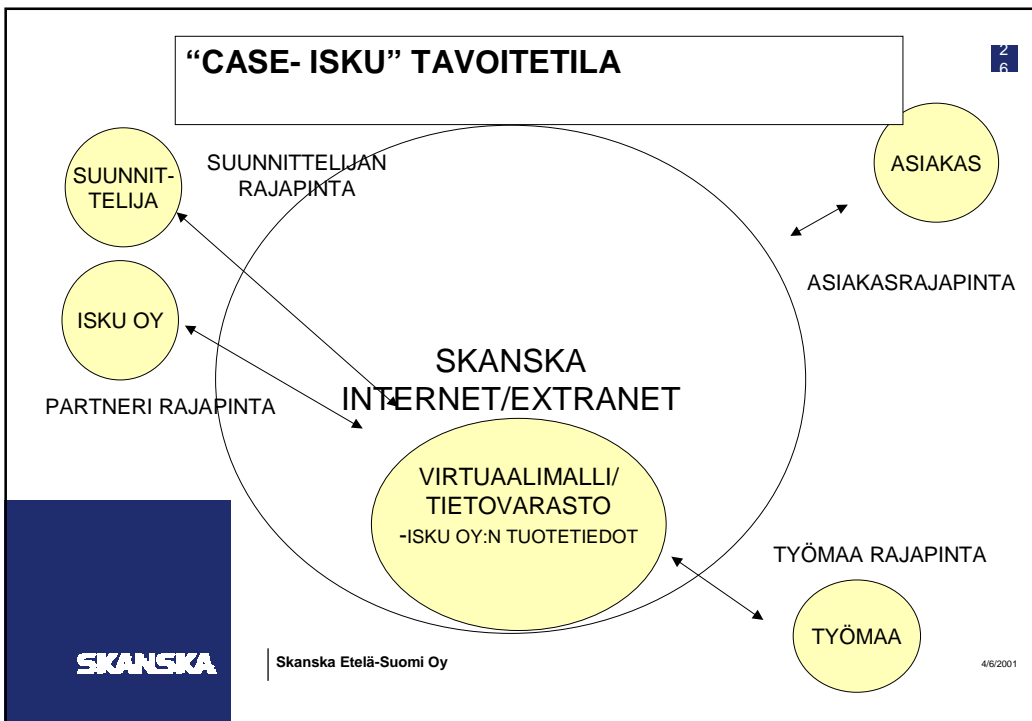 “CASE- ISKU” TAVOITETILA
2
6
SUUNNIT-
TELIJA
SUUNNITTELIJAN
RAJAPINTA
ASIAKAS
ASIAKASRAJAPINTA
ISKU OY
PARTNERI RAJAPINTA
SKANSKA
INTERNET/EXTRANET
VIRTUAALIMALLI/
TIETOVARASTO
-ISKU OY:N TUOTETIEDOT
TYÖMAA RAJAPINTA
TYÖMAA
SKANSKA
Skanska Etelä-Suomi Oy
4/6/2001